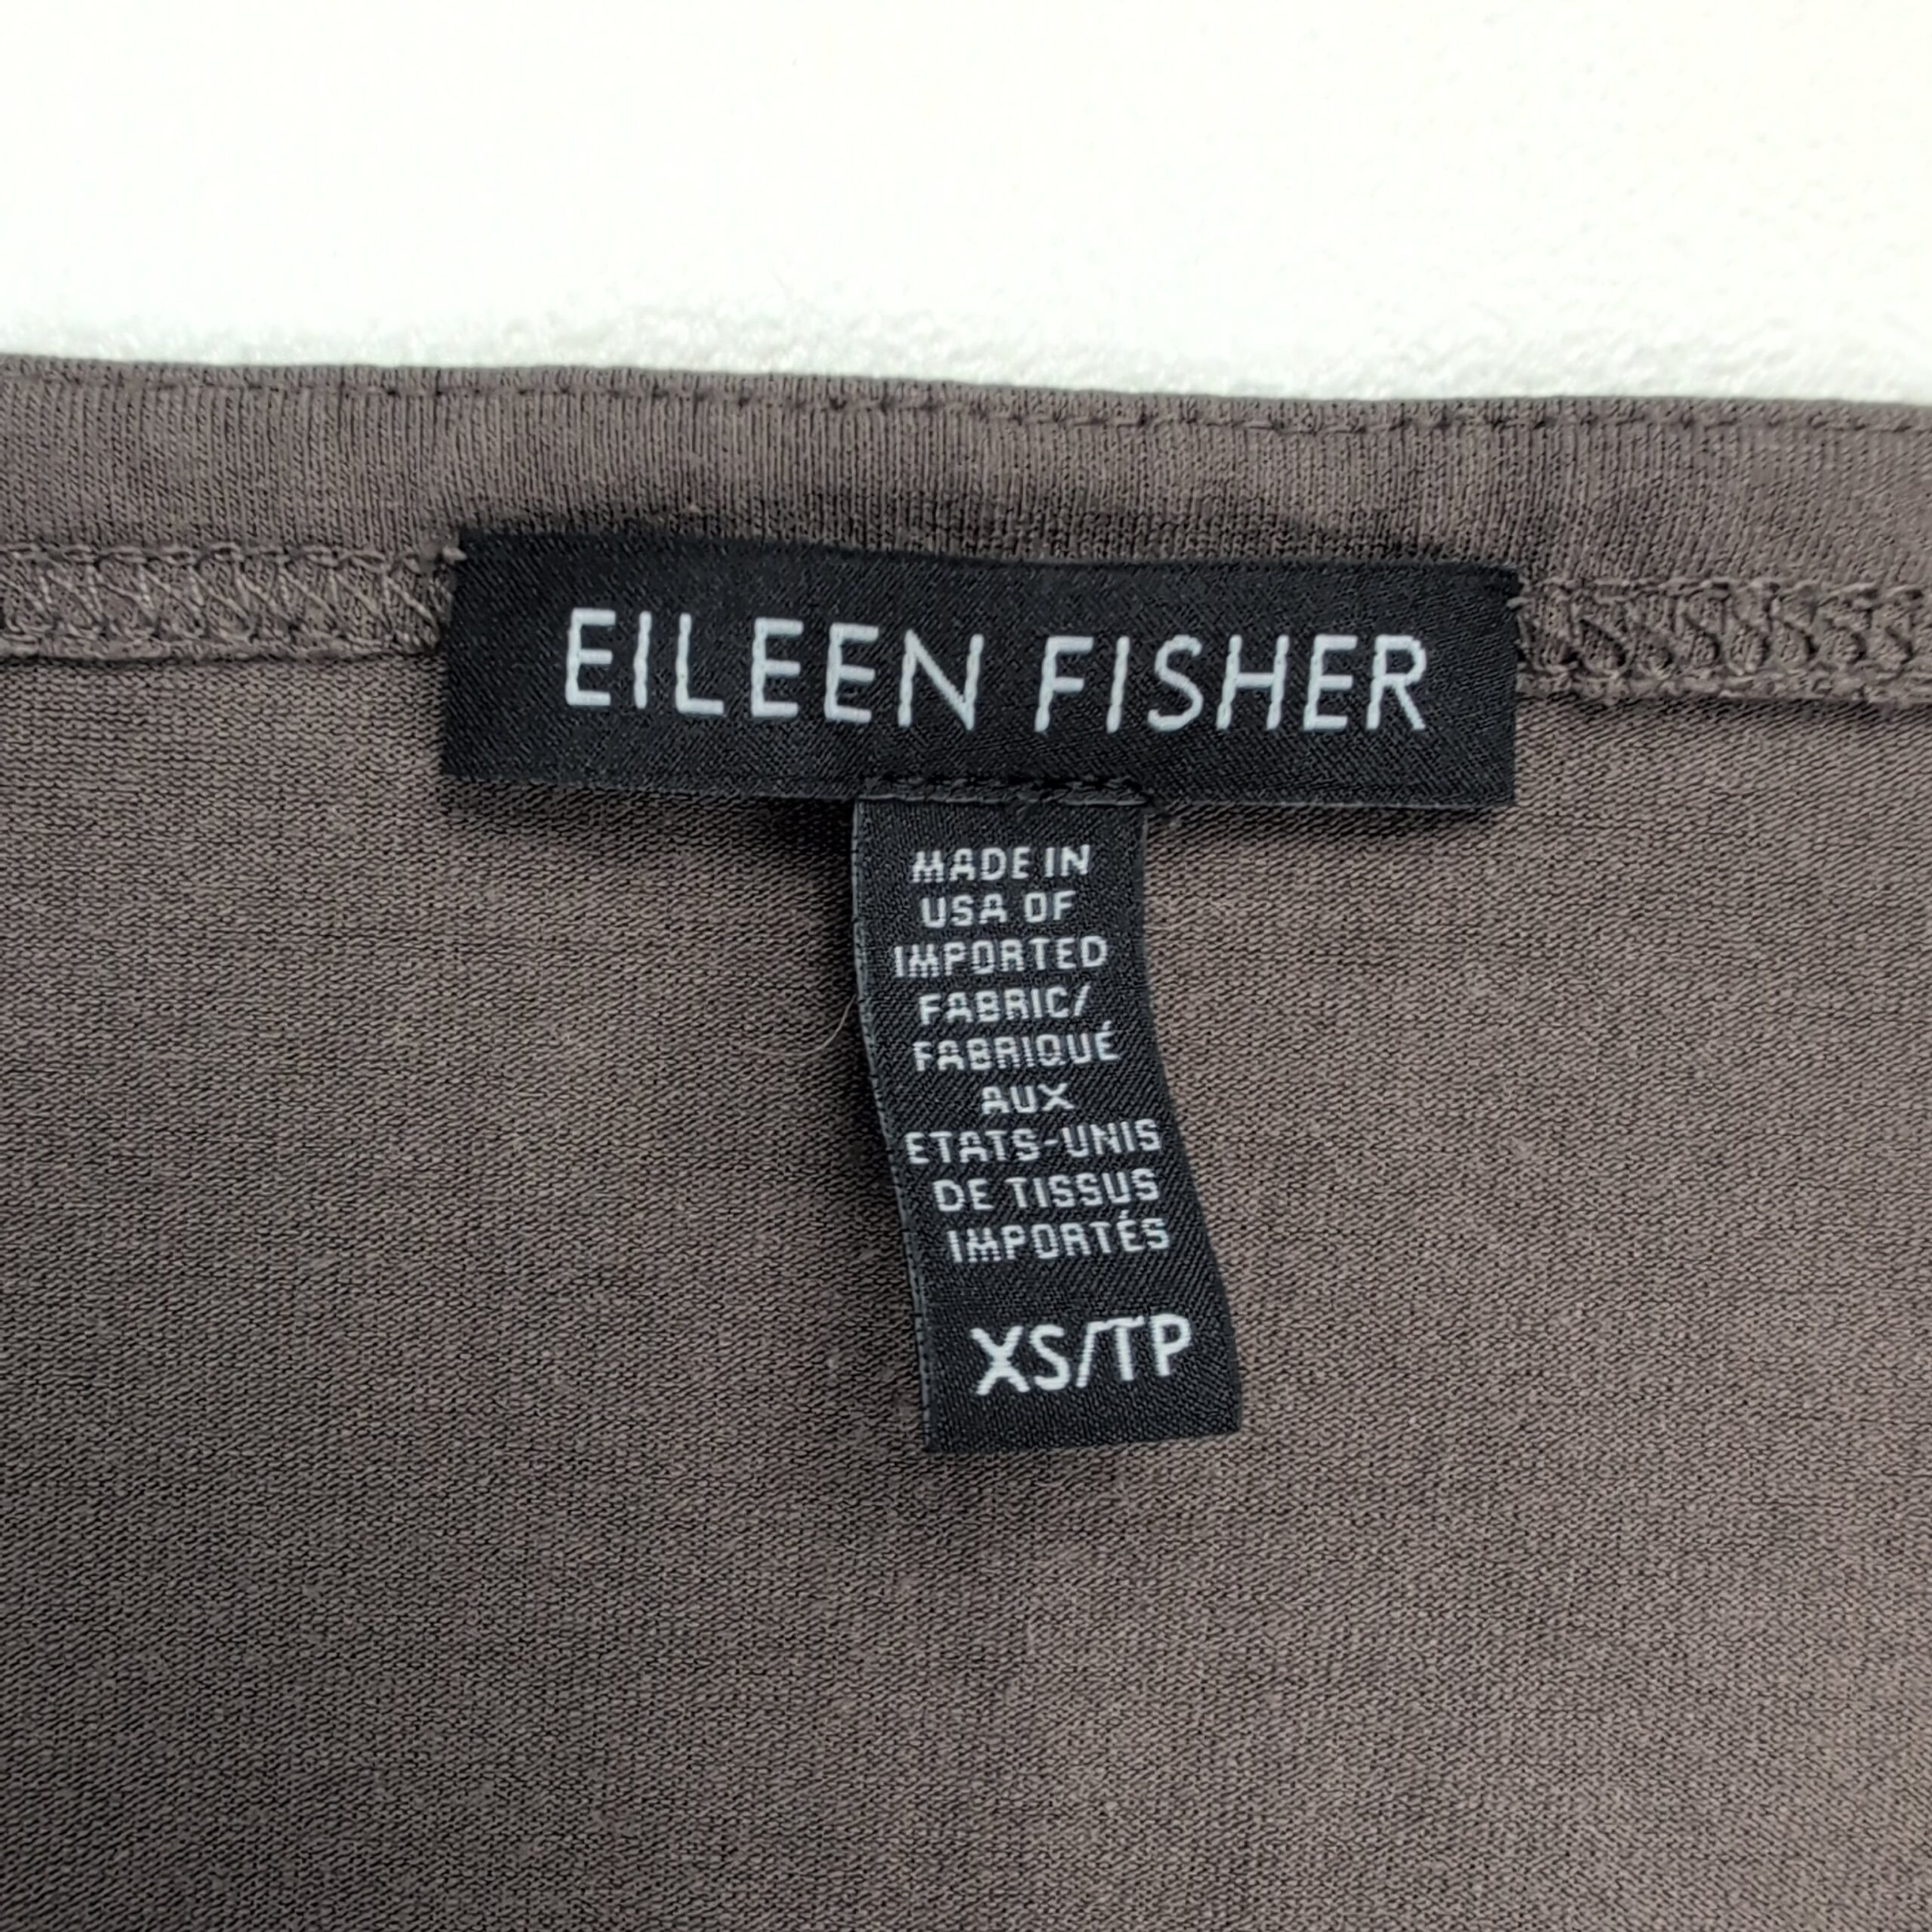 EILEEN FISHER
MADE IN
USA OF
IMPORTED
FABRIC/
FABRIQUÉ
AUX
ETATS-UNIS
DE TISSUS
IMPORTÉS
XS/TP